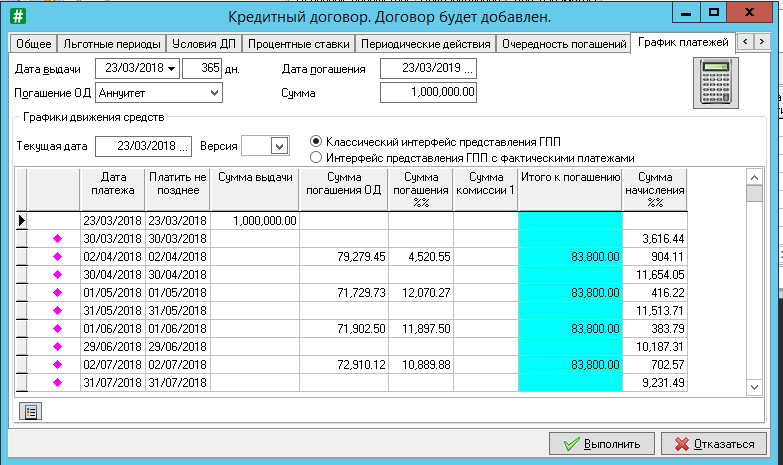 Кредитный договор. Договор будет добавлен.
Общее Льготные периоды Условия ДП Процентные ставки Периодические действия Очередность погашений График платежей
Дата выдачи 23/03/2018 365 дн. Дата погашения 23/03/2019 ...
Погашение ОД Аннуитет Сумма 1,000,000.00
Графики движения средств
Текущая дата 23/03/2018 ... Версия Классический интерфейс представления ГПП
Интерфейс представления ГПП с фактическими платежами
Дата платежа Платить не позднее Сумма выдачи Сумма погашения ОД Сумма погашения %% Сумма комиссии 1 Итого к погашению Сумма начисления %%
23/03/2018 23/03/2018 1,000,000.00
30/03/2018 30/03/2018 3,616.44
02/04/2018 02/04/2018 79,279.45 4,520.55 83,800.00 904.11
30/04/2018 30/04/2018 11,654.05
01/05/2018 01/05/2018 71,729.73 12,070.27 83,800.00 416.22
31/05/2018 31/05/2018 11,513.71
01/06/2018 01/06/2018 71,902.50 11,897.50 83,800.00 383.79
29/06/2018 29/06/2018 10,187.31
02/07/2018 02/07/2018 72,910.12 10,889.88 83,800.00 702.57
31/07/2018 31/07/2018 9,231.49
Выполнить Отказаться